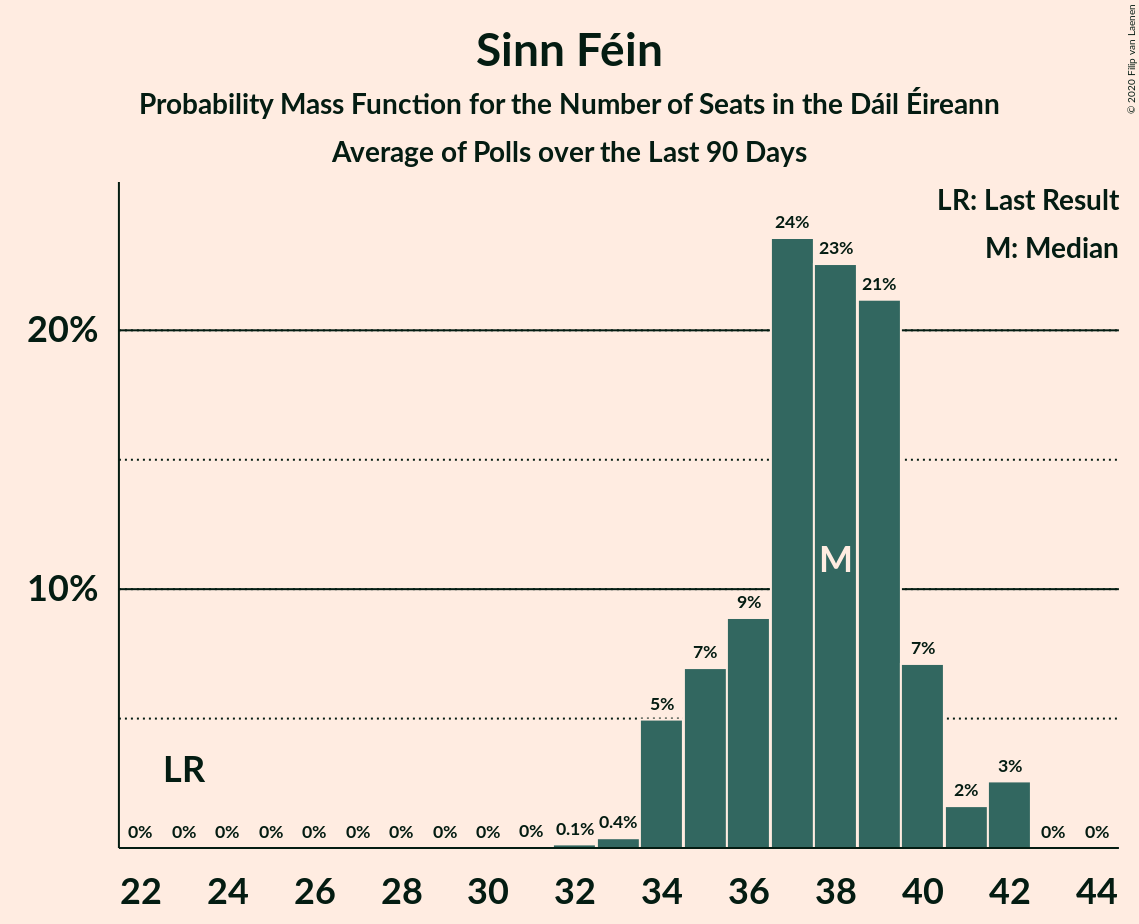 Sinn Féin
Probability Mass Function for the Number of Seats in the Dáil Éireann
Average of Polls over the Last 90 Days
© 2020 Filip van Laenen
LR: Last Result
M: Median
20%
10%
LR
M
0% 0% 0% 0% 0% 0% 0% 0% 0% 0% 0.1% 0.4% 5% 7% 9% 24% 23% 21% 7% 2% 3% 0% 0%
22 24 26 28 30 32 34 36 38 40 42 44